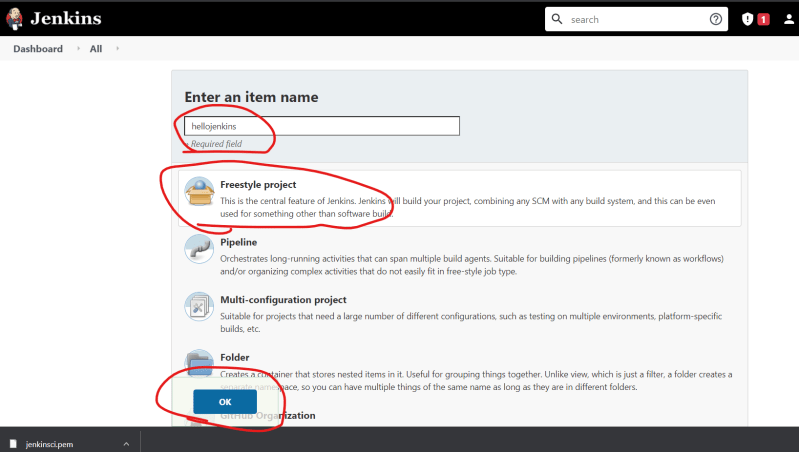 Jenkins
search
1
Dashboard
All
Enter an item name
hellojenkins
» Required field
Freestyle project
This is the central feature of Jenkins. Jenkins will build your project, combining any SCM with any build system, and this can be even
used for something other than software build.
Pipeline
Orchestrates long-running activities that can span multiple build agents. Suitable for building pipelines (formerly known as workflows)
and/or organizing complex activities that do not easily fit in free-style job type.
Multi-configuration project
Suitable for projects that need a large number of different configurations, such as testing on multiple environments, platform-specific
builds, etc.
Folder
Creates a container that stores nested items in it. Useful for grouping things together. Unlike view, which is just a filter, a folder creates a
separate namespace, so you can have multiple things of the same name as long as they are in different folders.
OK
GitHub Organization
jenkinsci.pem